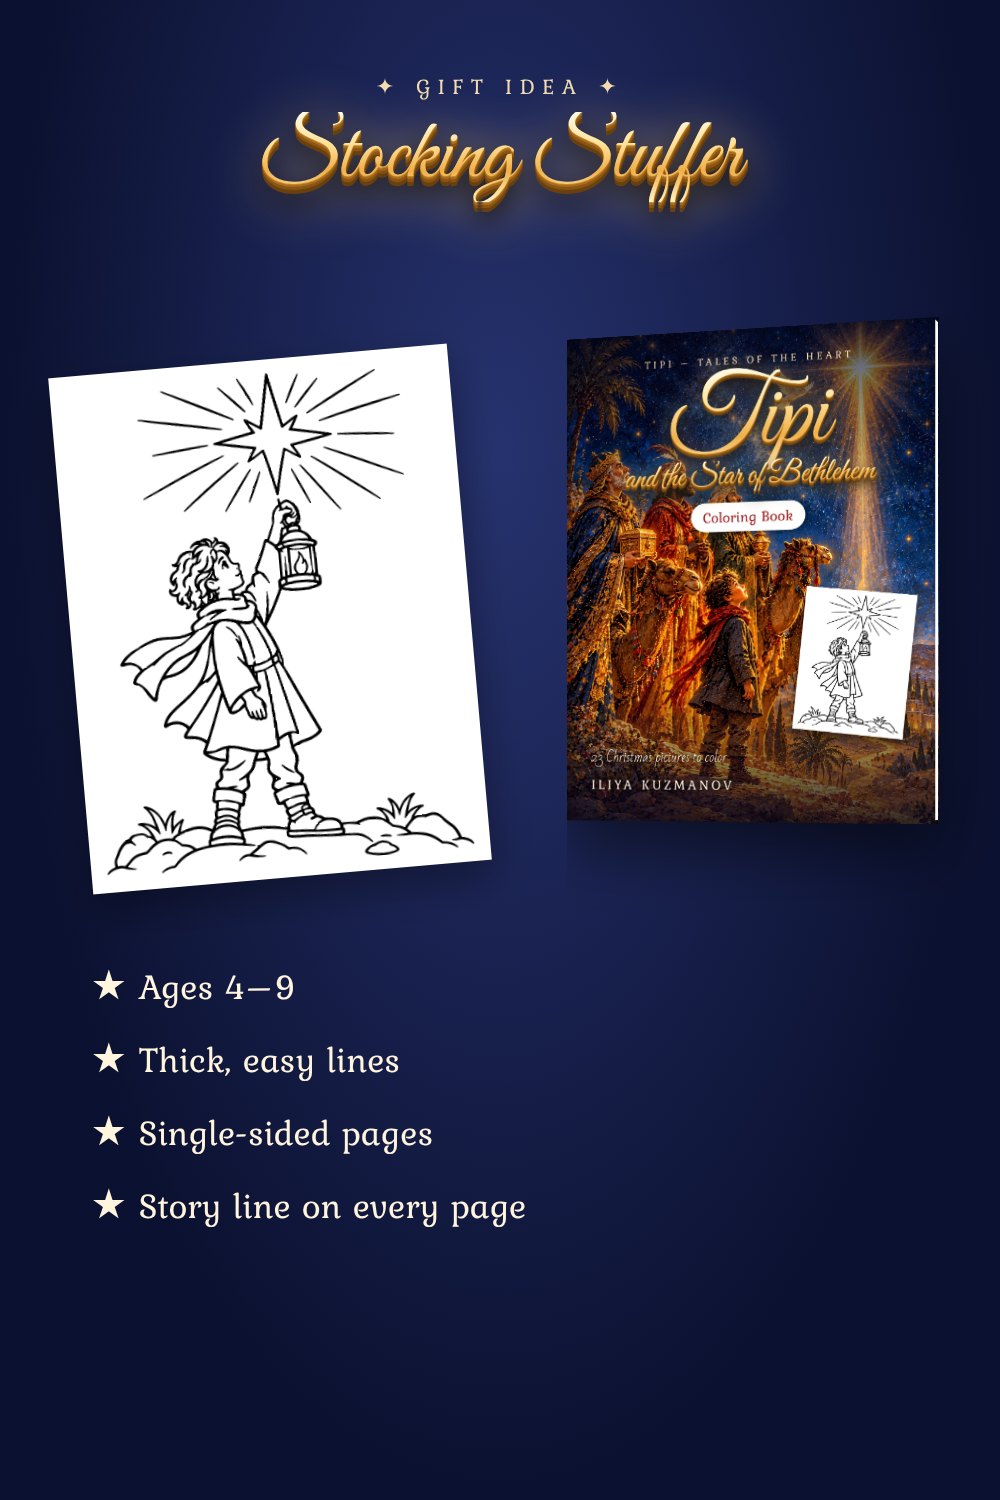 ✦ GIFT IDEA ✦
Stocking Stuffer
TIPI – TALES OF THE HEART
Tipi
and the Star of Bethlehem
Coloring Book
23 Christmas pictures to color
ILIYA KUZMANOV
★ Ages 4–9
★ Thick, easy lines
★ Single-sided pages
★ Story line on every page